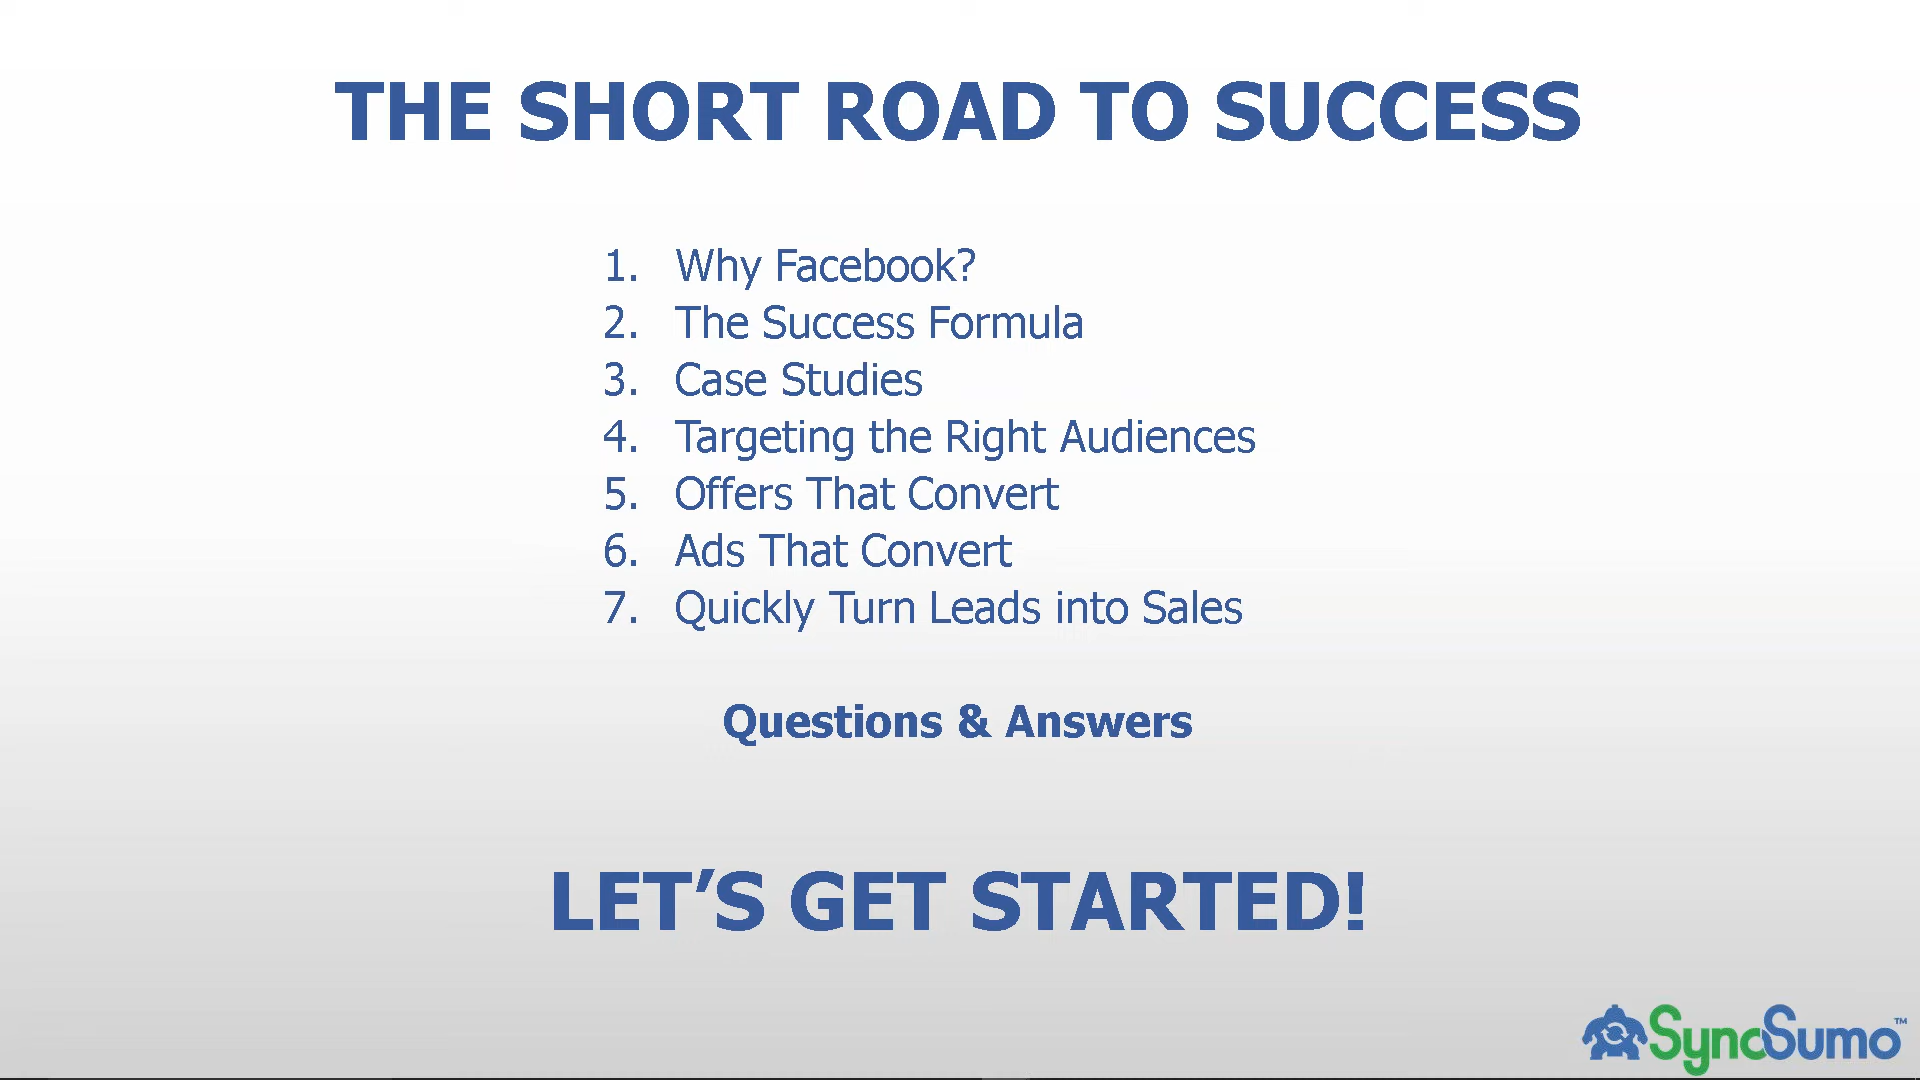 THE SHORT ROAD TO SUCCESS
1. Why Facebook?
2. The Success Formula
3. Case Studies
4. Targeting the Right Audiences
5. Offers That Convert
6. Ads That Convert
7. Quickly Turn Leads into Sales
Questions & Answers
LET’S GET STARTED!
SyncSumo™